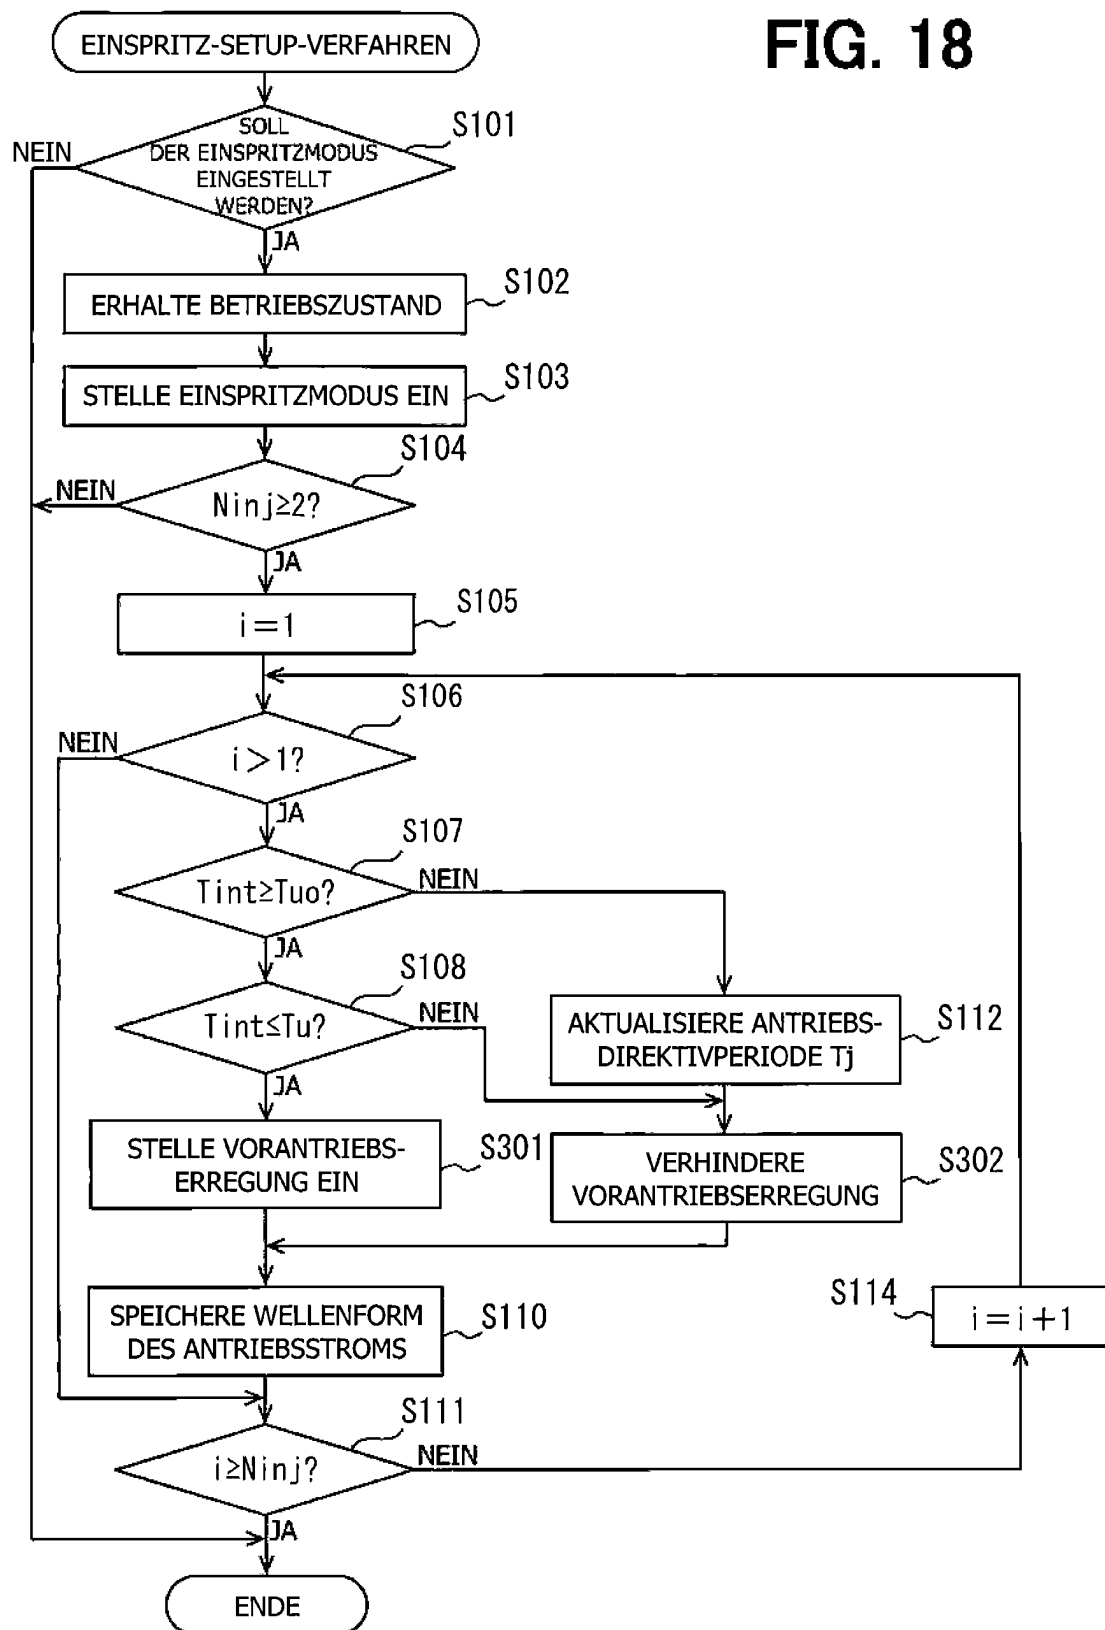 FIG. 18
EINSPRITZ-SETUP-VERFAHREN
S101
SOLL
DER EINSPRITZMODUS
EINGESTELLT
WERDEN?
NEIN
JA
S102
ERHALTE BETRIEBSZUSTAND
S103
STELLE EINSPRITZMODUS EIN
S104
Ninj≥2?
NEIN
JA
S105
i=1
S106
i>1?
NEIN
JA
S107
Tint≥Tuo?
NEIN
JA
S108
Tint≤Tu?
NEIN
JA
AKTUALISIERE ANTRIEBS-
DIREKTIVPERIODE Tj
S112
STELLE VORANTRIEBS-
ERREGUNG EIN
S301
VERHINDERE
VORANTRIEBSERREGUNG
S302
SPEICHERE WELLENFORM
DES ANTRIEBSSTROMS
S110
S114
i=i+1
S111
i≥Ninj?
NEIN
JA
ENDE